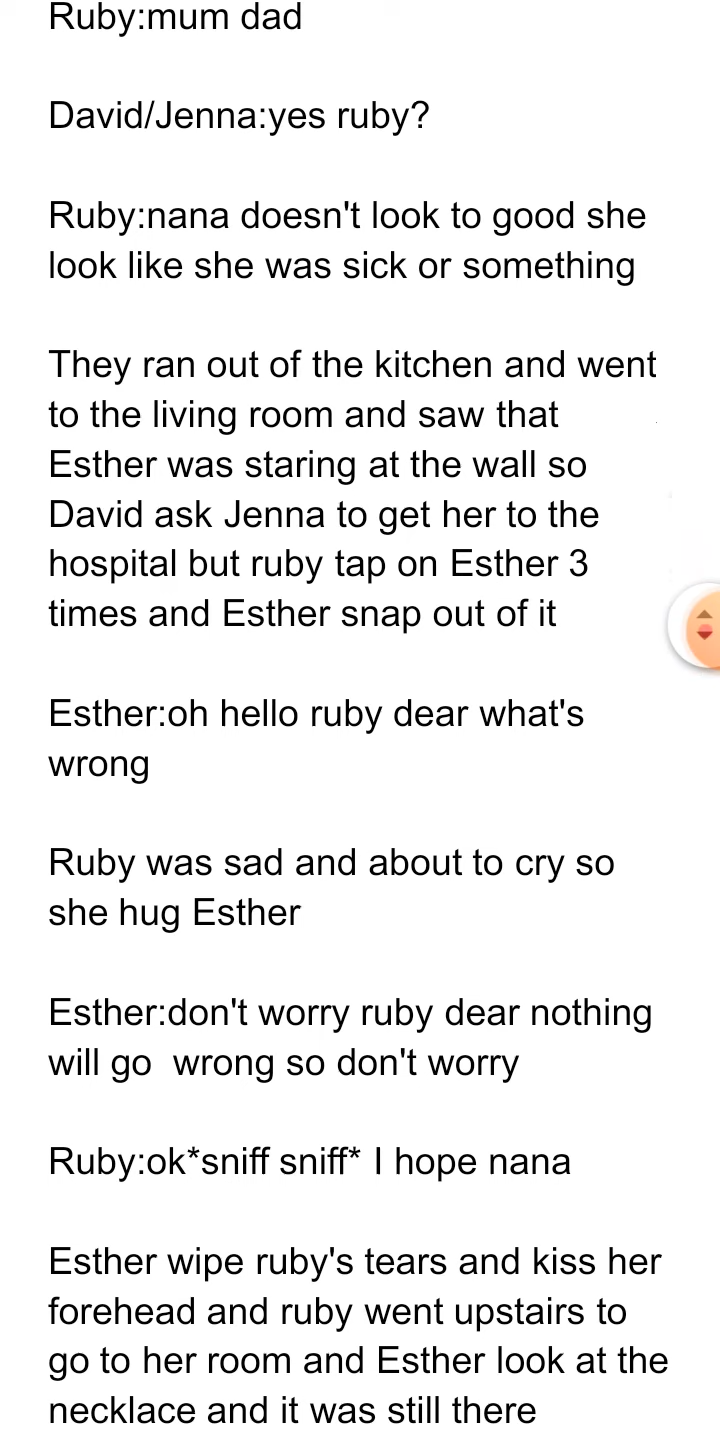 Ruby:mum dad
David/Jenna:yes ruby?
Ruby:nana doesn't look to good she
look like she was sick or something
They ran out of the kitchen and went
to the living room and saw that
Esther was staring at the wall so
David ask Jenna to get her to the
hospital but ruby tap on Esther 3
times and Esther snap out of it
Esther:oh hello ruby dear what's
wrong
Ruby was sad and about to cry so
she hug Esther
Esther:don't worry ruby dear nothing
will go  wrong so don't worry
Ruby:ok*sniff sniff* I hope nana
Esther wipe ruby's tears and kiss her
forehead and ruby went upstairs to
go to her room and Esther look at the
necklace and it was still there